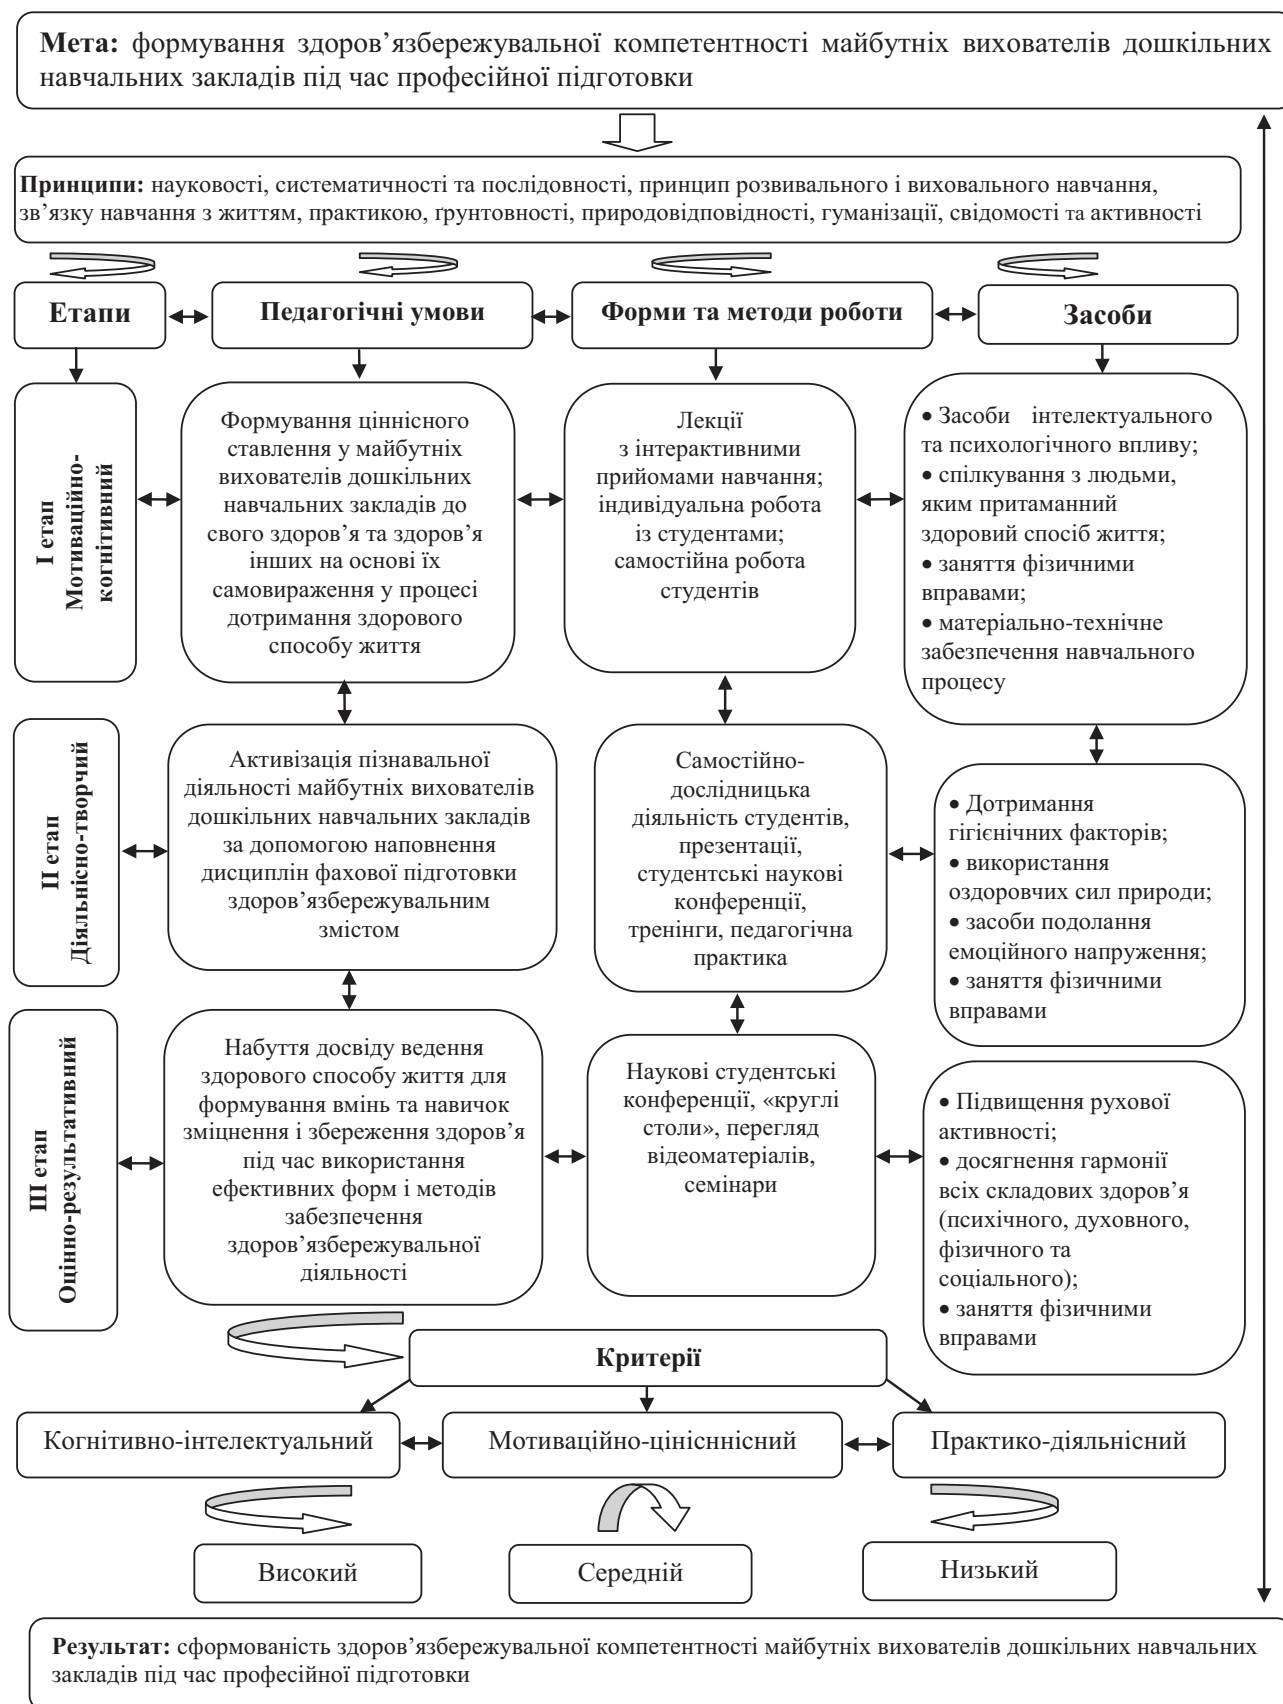 Мета: формування здоров’язбережувальної компетентності майбутніх вихователів дошкільних
навчальних закладів під час професійної підготовки
Принципи: науковості, систематичності та послідовності, принцип розвивального і виховального навчання,
зв’язку навчання з життям, практикою, ґрунтовності, природовідповідності, гуманізації, свідомості та активності
Етапи
Педагогічні умови
Форми та методи роботи
Засоби
І етап
Мотиваційно-
когнітивний
Формування ціннісного
ставлення у майбутніх
вихователів дошкільних
навчальних закладів до
свого здоров’я та здоров’я
інших на основі їх
самовираження у процесі
дотримання здорового
способу життя
Лекції
з інтерактивними
прийомами навчання;
індивідуальна робота
із студентами;
самостійна робота
студентів
• Засоби інтелектуального
та психологічного впливу;
• спілкування з людьми,
яким притаманний
здоровий спосіб життя;
• заняття фізичними
вправами;
• матеріально-технічне
забезпечення навчального
процесу
ІІ етап
Діяльнісно-творчий
Активізація пізнавальної
діяльності майбутніх вихователів
дошкільних навчальних закладів
за допомогою наповнення
дисциплін фахової підготовки
здоров’язбережувальним
змістом
Самостійно-
дослідницька
діяльність студентів,
презентації,
студентські наукові
конференції,
тренінги, педагогічна
практика
• Дотримання
гігієнічних факторів;
• використання
оздоровчих сил природи;
• засоби подолання
емоційного напруження;
• заняття фізичними
вправами
ІІІ етап
Оцінно-результативний
Набуття досвіду ведення
здорового способу життя для
формування вмінь та навичок
зміцнення і збереження здоров’я
під час використання
ефективних форм і методів
забезпечення
здоров’язбережувальної
діяльності
Наукові студентські
конференції, «круглі
столи», перегляд
відеоматеріалів,
семінари
• Підвищення рухової
активності;
• досягнення гармонії
всіх складових здоров’я
(психічного, духовного,
фізичного та
соціального);
• заняття фізичними
вправами
Критерії
Когнітивно-інтелектуальний
Мотиваційно-цінісннісний
Практико-діяльнісний
Високий
Середній
Низький
Результат: сформованість здоров’язбережувальної компетентності майбутніх вихователів дошкільних навчальних
закладів під час професійної підготовки